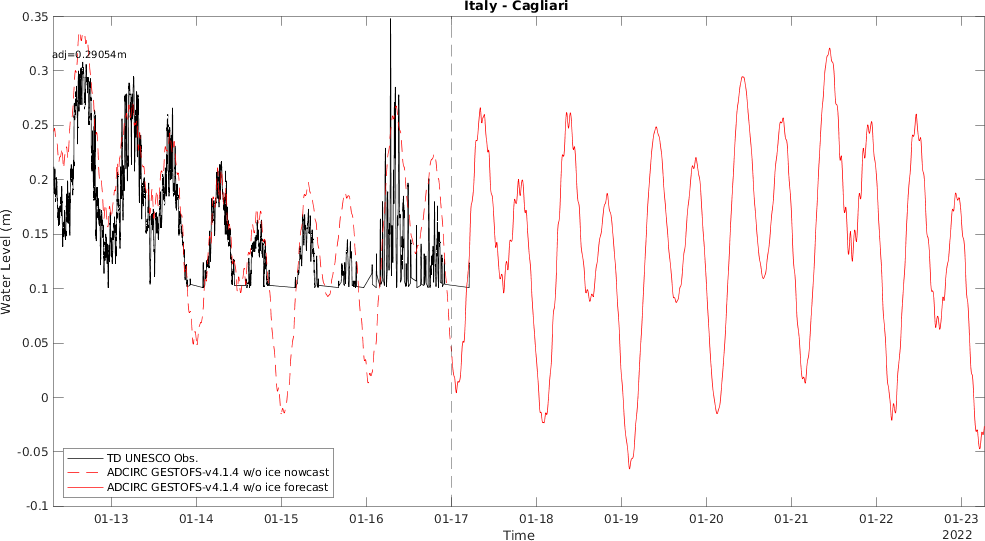 Italy - Cagliari
0.35
adj=0.29054m
0.3
0.25
0.2
0.15
0.1
0.05
0
-0.05
-0.1
Water Level (m)
TD UNESCO Obs.
ADCIRC GESTOFS-v4.1.4 w/o ice nowcast
ADCIRC GESTOFS-v4.1.4 w/o ice forecast
01-13 01-14 01-15 01-16 01-17 01-18 01-19 01-20 01-21 01-22 01-23
Time
2022